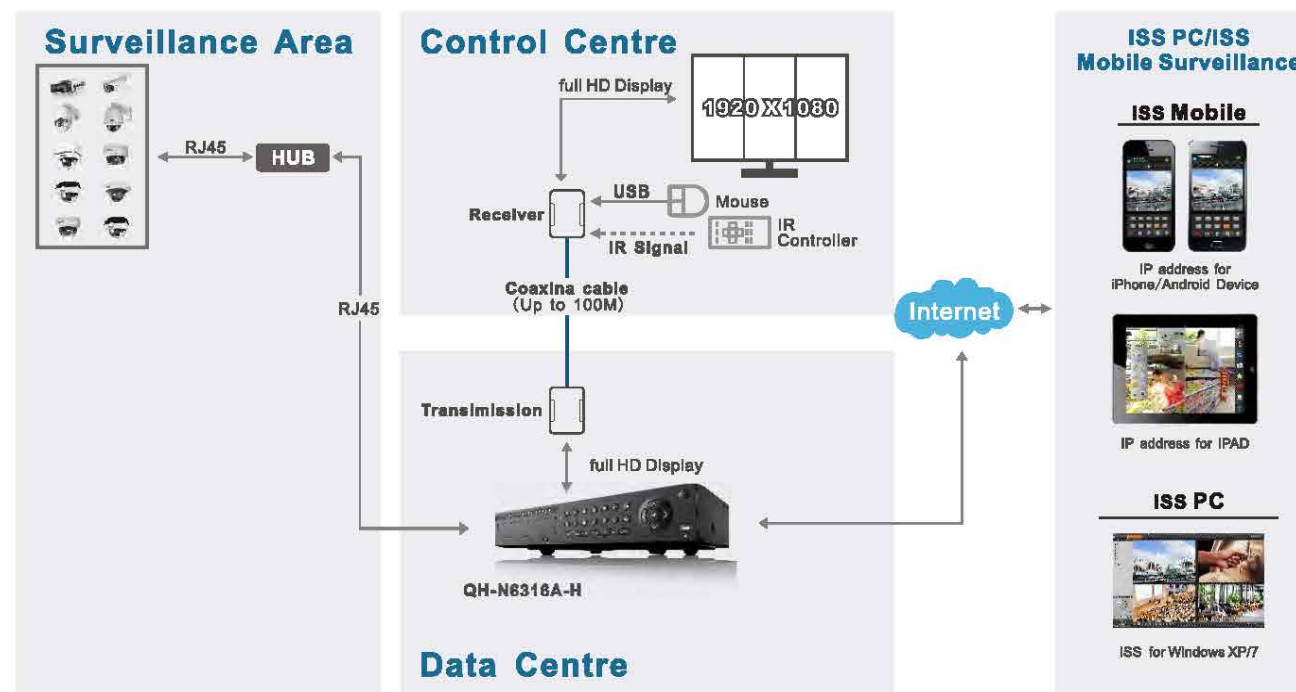 Surveillance Area
RJ45
HUB
RJ45
Control Centre
full HD Display
1920 X 1080
Receiver
USB
Mouse
IR Signal
IR
Controller
Coaxina cable
(Up to 100M)
Transimission
full HD Display
QH-N6316A-H
Data Centre
Internet
ISS PC/ISS
Mobile Surveillance
ISS Mobile
IP address for
iPhone/Android Device
IP address for IPAD
ISS PC
ISS for Windows XP/7